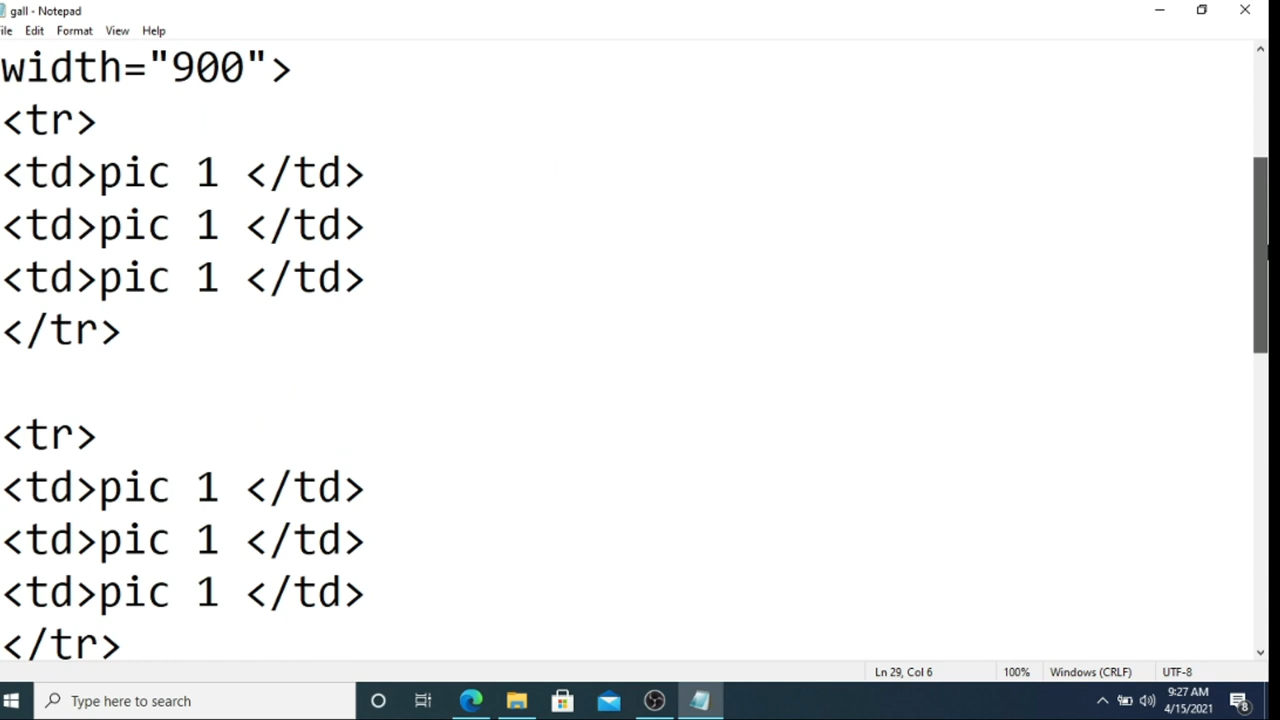 gall - Notepad
ile Edit Format View Help
width="900">
<tr>
<td>pic 1 </td>
<td>pic 1 </td>
<td>pic 1 </td>
</tr>
<tr>
<td>pic 1 </td>
<td>pic 1 </td>
<td>pic 1 </td>
</tr>
Ln 29, Col 6 100% Windows (CRLF) UTF-8
Type here to search
9:27 AM
4/15/2021
8